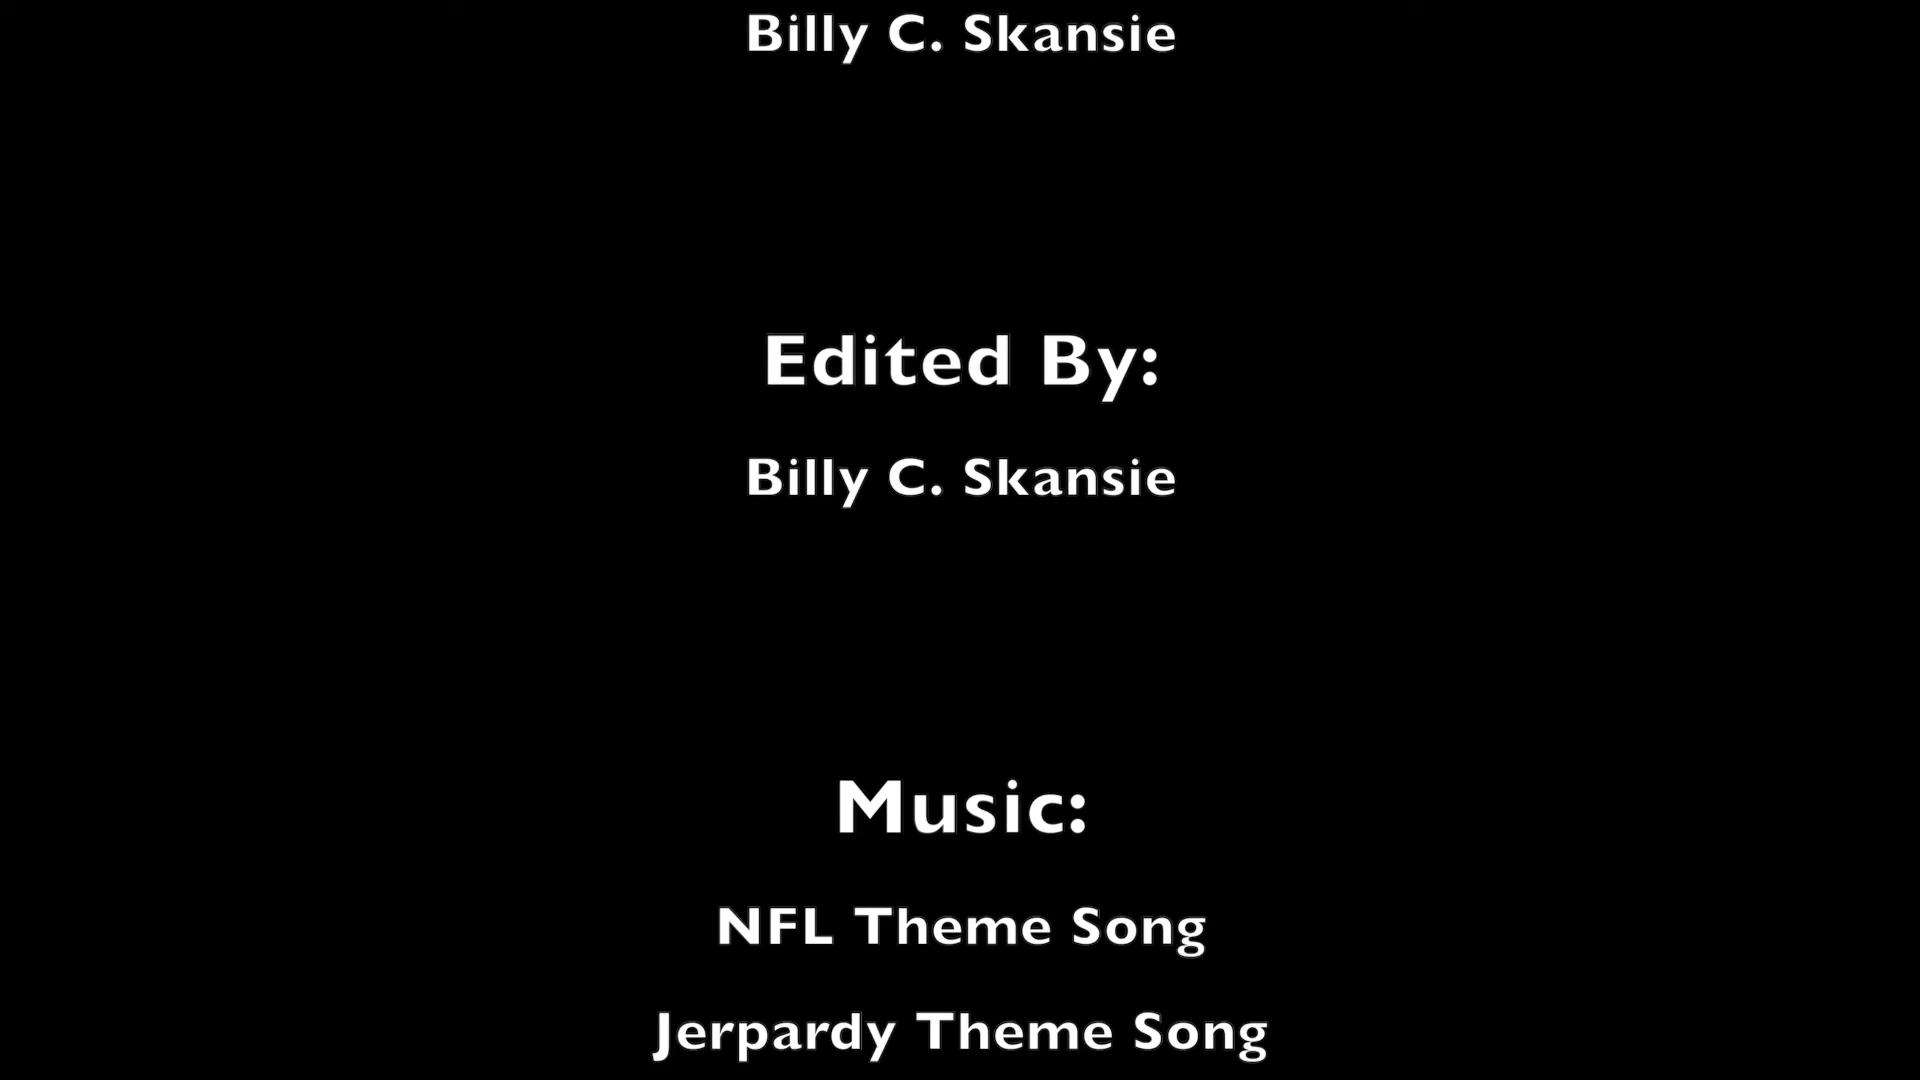 Billy C. Skansie
Edited By:
Billy C. Skansie
Music:
NFL Theme Song
Jerpardy Theme Song